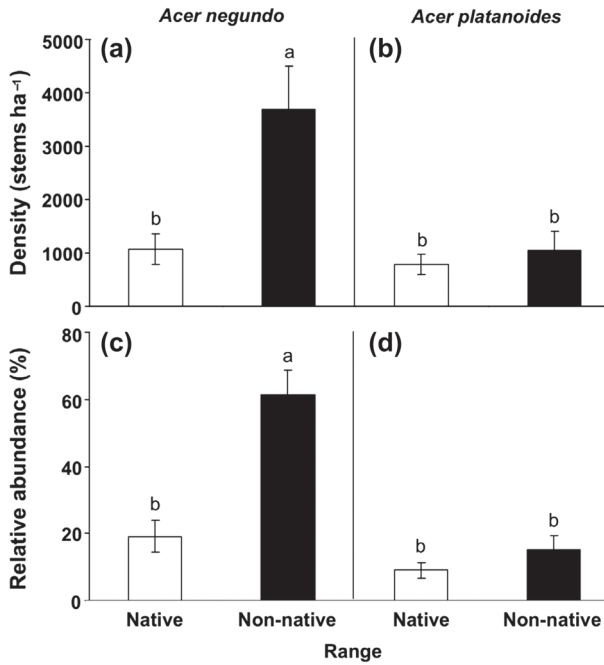 Acer negundo
Acer platanoides
(a)
(b)
Density (stems ha⁻¹)
5000
4000
3000
2000
1000
0
b
a
b
b
(c)
(d)
Relative abundance (%)
80
60
40
20
0
b
a
b
b
Native
Non-native
Native
Non-native
Range